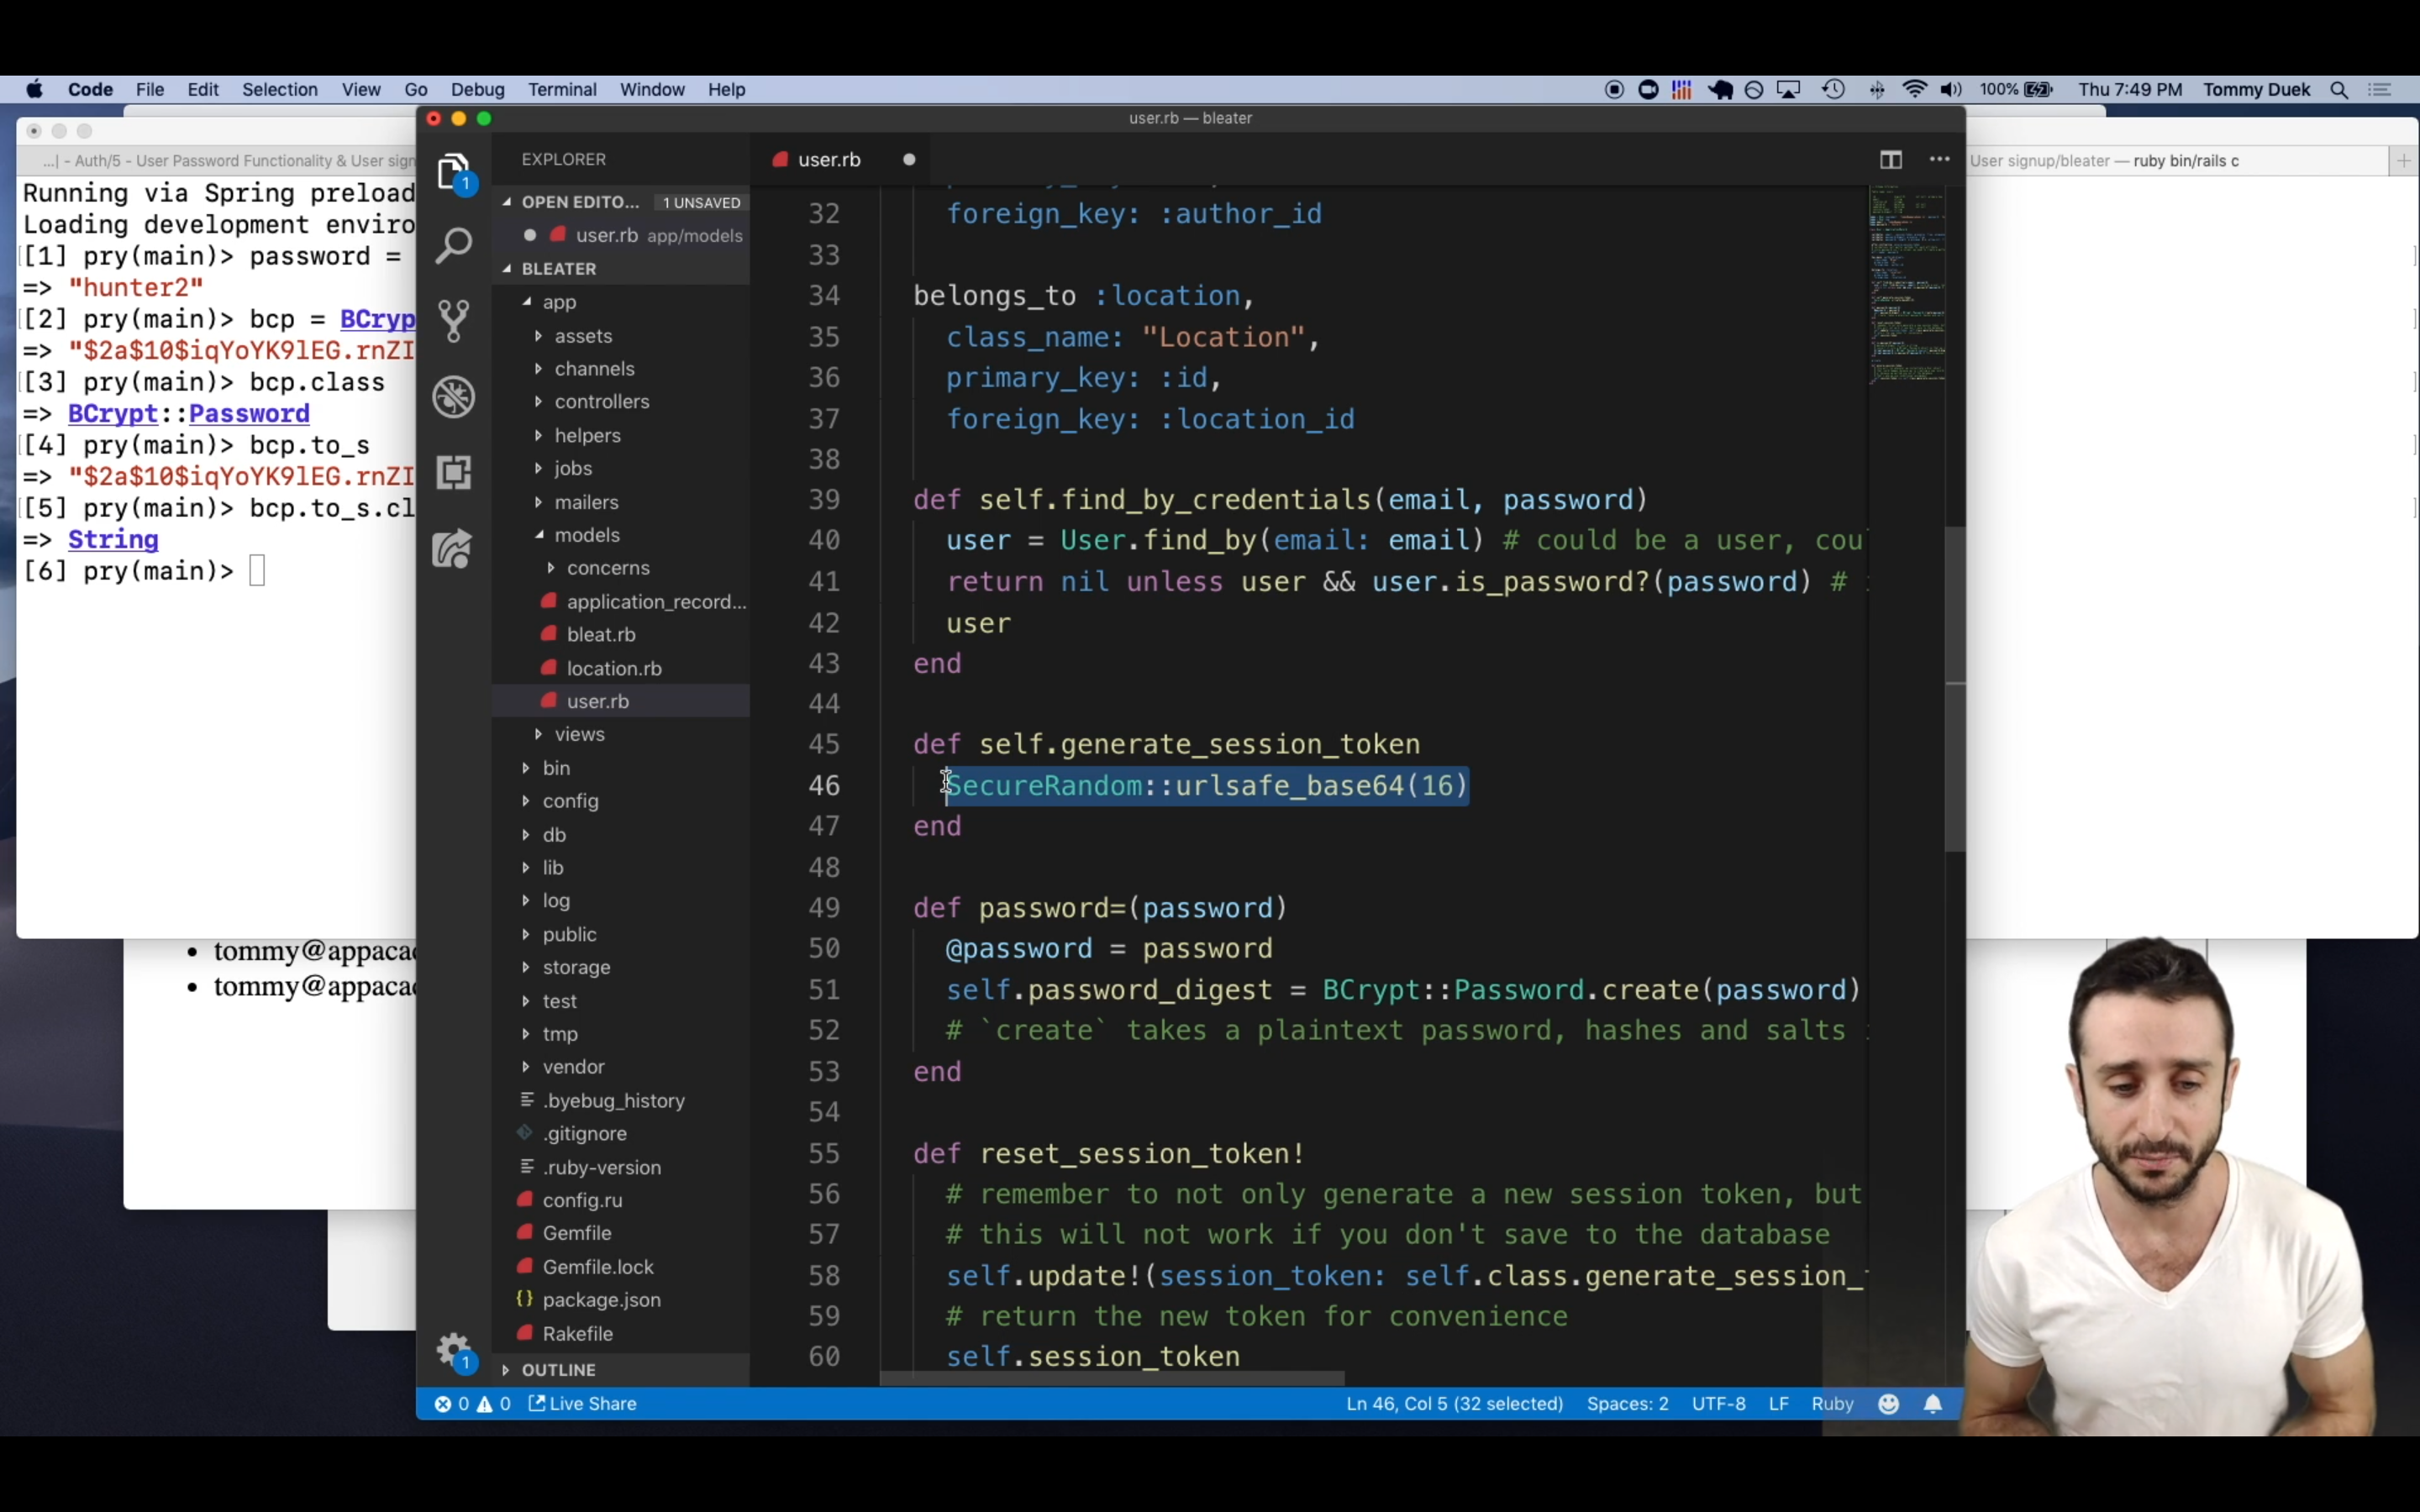 Code File Edit Selection View Go Debug Terminal Window Help 100% Thu 7:49 PM Tommy Duek
...| - Auth/5 - User Password Functionality & User sign
Running via Spring preload
Loading development enviro
[1] pry(main)> password =
=> "hunter2"
[2] pry(main)> bcp = BCryp
=> "$2a$10$iqYoYK9lEG.rnZI
[3] pry(main)> bcp.class
=> BCrypt::Password
[4] pry(main)> bcp.to_s
=> "$2a$10$iqYoYK9lEG.rnZI
[5] pry(main)> bcp.to_s.cl
=> String
[6] pry(main)>
tommy@appaca
tommy@appaca
user.rb — bleater
EXPLORER
OPEN EDITO... 1 UNSAVED
user.rb app/models
BLEATER
app
assets
channels
controllers
helpers
jobs
mailers
models
concerns
application_record...
bleat.rb
location.rb
user.rb
views
bin
config
db
lib
log
public
storage
test
tmp
vendor
.byebug_history
.gitignore
.ruby-version
config.ru
Gemfile
Gemfile.lock
package.json
Rakefile
OUTLINE
1
1
user.rb
32 foreign_key: :author_id
33
34 belongs_to :location,
35 class_name: "Location",
36 primary_key: :id,
37 foreign_key: :location_id
38
39 def self.find_by_credentials(email, password)
40 user = User.find_by(email: email) # could be a user, cou
41 return nil unless user && user.is_password?(password) #
42 user
43 end
44
45 def self.generate_session_token
46 SecureRandom::urlsafe_base64(16)
47 end
48
49 def password=(password)
50 @password = password
51 self.password_digest = BCrypt::Password.create(password)
52 # `create` takes a plaintext password, hashes and salts
53 end
54
55 def reset_session_token!
56 # remember to not only generate a new session token, but
57 # this will not work if you don't save to the database
58 self.update!(session_token: self.class.generate_session_
59 # return the new token for convenience
60 self.session_token
0 0 Live Share Ln 46, Col 5 (32 selected) Spaces: 2 UTF-8 LF Ruby
User signup/bleater — ruby bin/rails c